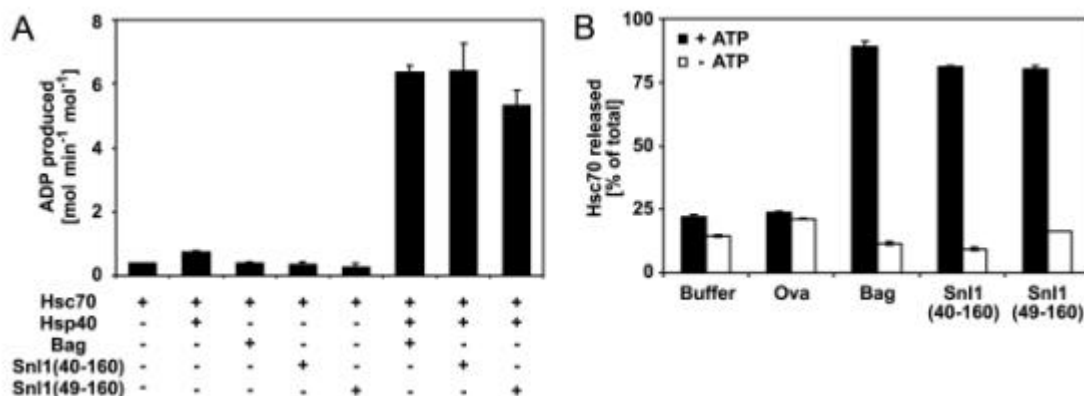 A
ADP produced
[mol min⁻¹ mol⁻¹]
8
6
4
2
0
Hsc70 + + + + + + + +
Hsp40 - + - - - + + +
Bag - - + - - + - -
Snl1(40-160) - - - + - - + -
Snl1(49-160) - - - - + - - +
B
Hsc70 released
[% of total]
100
75
50
25
0
+ ATP
- ATP
Buffer Ova Bag Snl1 Snl1
(40-160) (49-160)